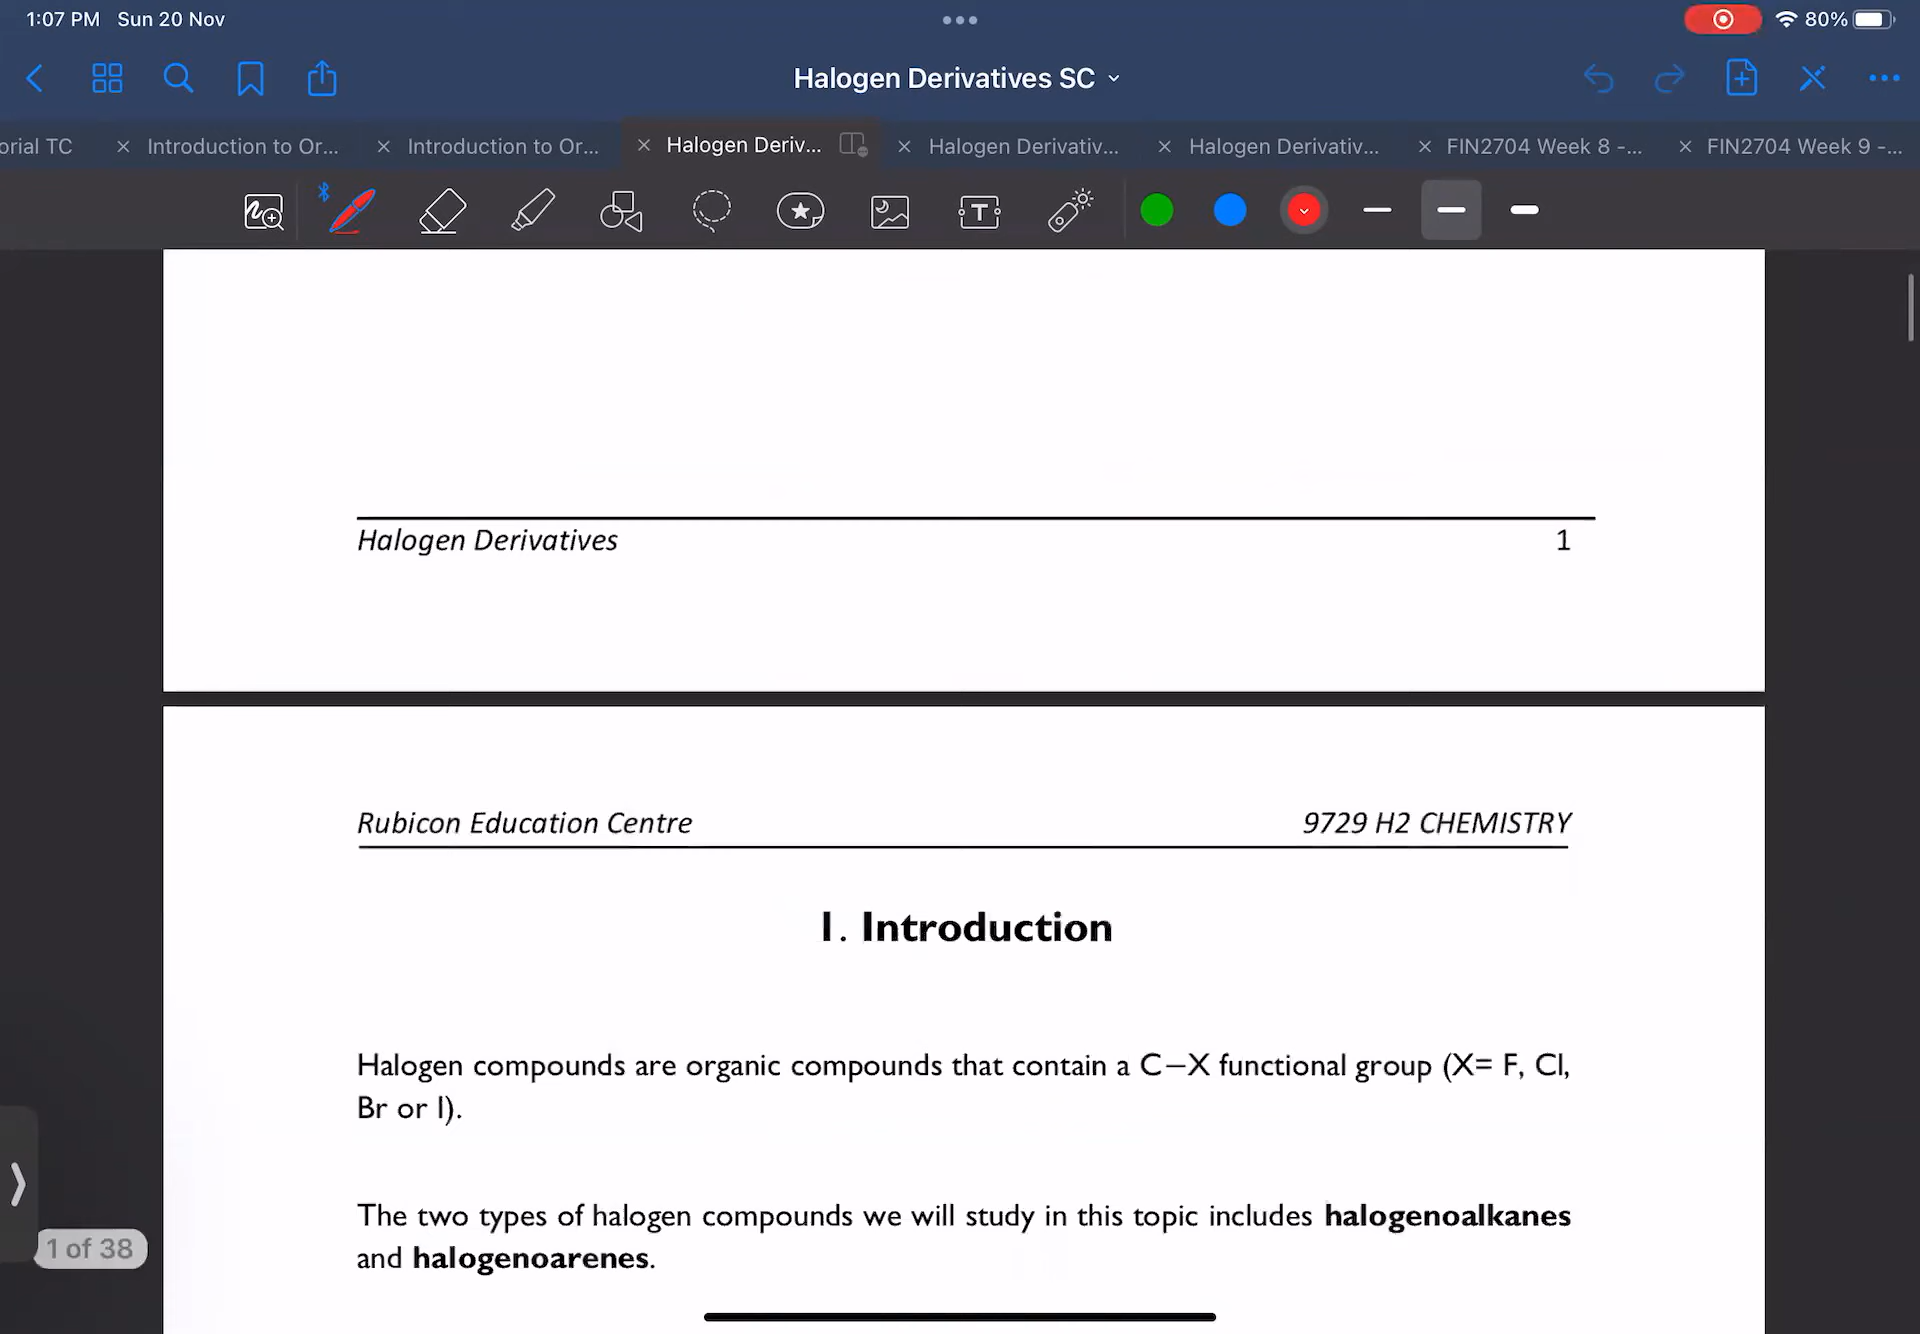 1:07 PM Sun 20 Nov
80%
Halogen Derivatives SC
orial TC
Introduction to Or...
Introduction to Or...
Halogen Deriv...
Halogen Derivativ...
Halogen Derivativ...
FIN2704 Week 8 -...
FIN2704 Week 9 -...
Halogen Derivatives 1
Rubicon Education Centre 9729 H2 CHEMISTRY
1. Introduction
Halogen compounds are organic compounds that contain a C–X functional group (X= F, Cl,
Br or I).
The two types of halogen compounds we will study in this topic includes halogenoalkanes
and halogenoarenes.
1 of 38